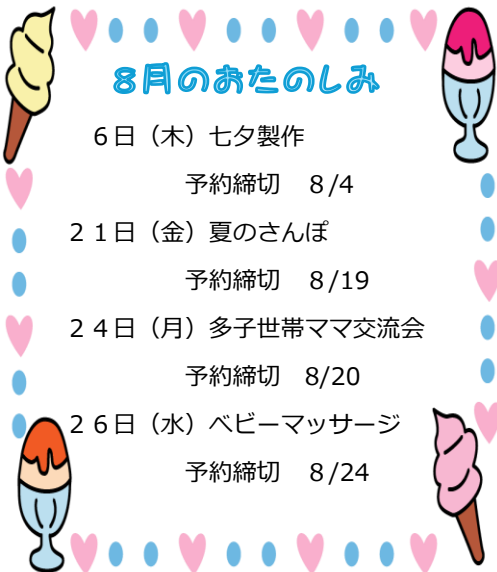 8月のおたのしみ
6日（木）七夕製作
予約締切　８/4
２１日（金）夏のさんぽ
予約締切　８/19
２４日（月）多子世帯ママ交流会
予約締切　8/20
２６日（水）ベビーマッサージ
予約締切　８/24